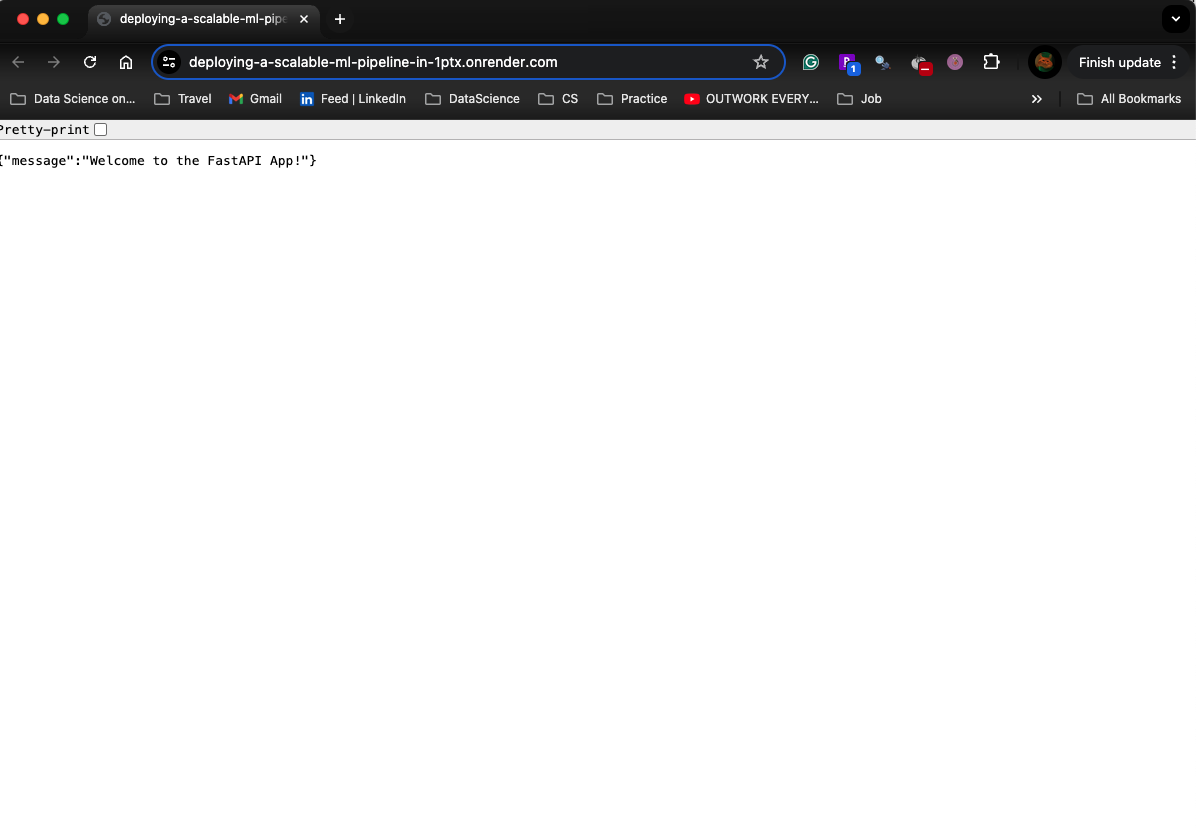 deploying-a-scalable-ml-pipe
deploying-a-scalable-ml-pipeline-in-1ptx.onrender.com
1
Finish update
Data Science on... Travel Gmail in Feed | LinkedIn DataScience CS Practice OUTWORK EVERY... Job All Bookmarks
Pretty-print
{"message":"Welcome to the FastAPI App!"}